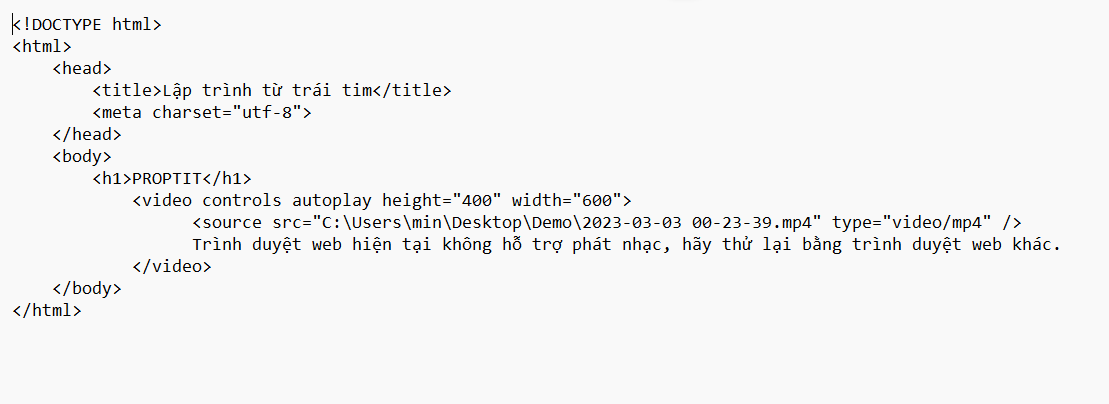 <!DOCTYPE html>
<html>
    <head>
        <title>Lập trình từ trái tim</title>
        <meta charset="utf-8">
    </head>
    <body>
        <h1>PROPTIT</h1>
            <video controls autoplay height="400" width="600">
                  <source src="C:\Users\min\Desktop\Demo\2023-03-03 00-23-39.mp4" type="video/mp4" />
                  Trình duyệt web hiện tại không hỗ trợ phát nhạc, hãy thử lại bằng trình duyệt web khác.
            </video>
    </body>
</html>